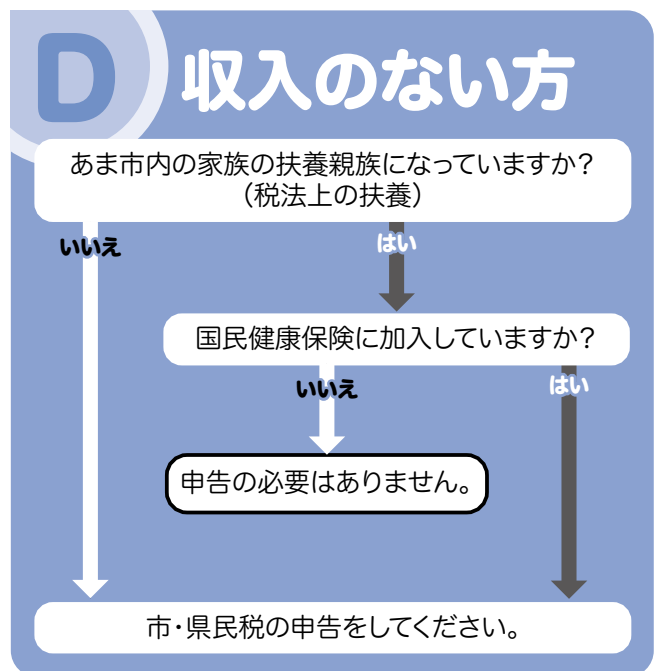 D 収入のない方
あま市内の家族の扶養親族になっていますか?
(税法上の扶養)
いいえ
はい
国民健康保険に加入していますか?
いいえ
はい
申告の必要はありません。
市・県民税の申告をしてください。